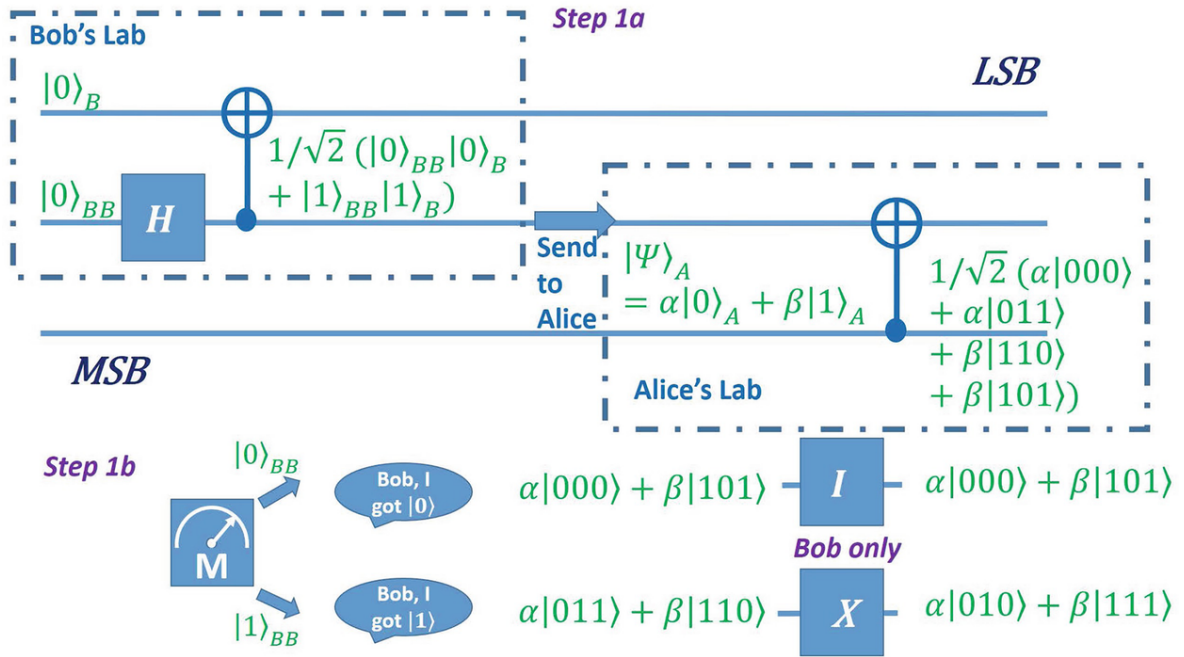 Step 1a
Bob's Lab
LSB
|0⟩_B
1/√2 (|0⟩_BB|0⟩_B
+ |1⟩_BB|1⟩_B)
|0⟩_BB
H
Send
to
Alice
|Ψ⟩_A
= α|0⟩_A + β|1⟩_A
1/√2 (α|000⟩
+ α|011⟩
+ β|110⟩
+ β|101⟩)
MSB
Alice's Lab
Step 1b
|0⟩_BB
Bob, I
got |0⟩
α|000⟩ + β|101⟩
I
α|000⟩ + β|101⟩
M
Bob only
|1⟩_BB
Bob, I
got |1⟩
α|011⟩ + β|110⟩
X
α|010⟩ + β|111⟩